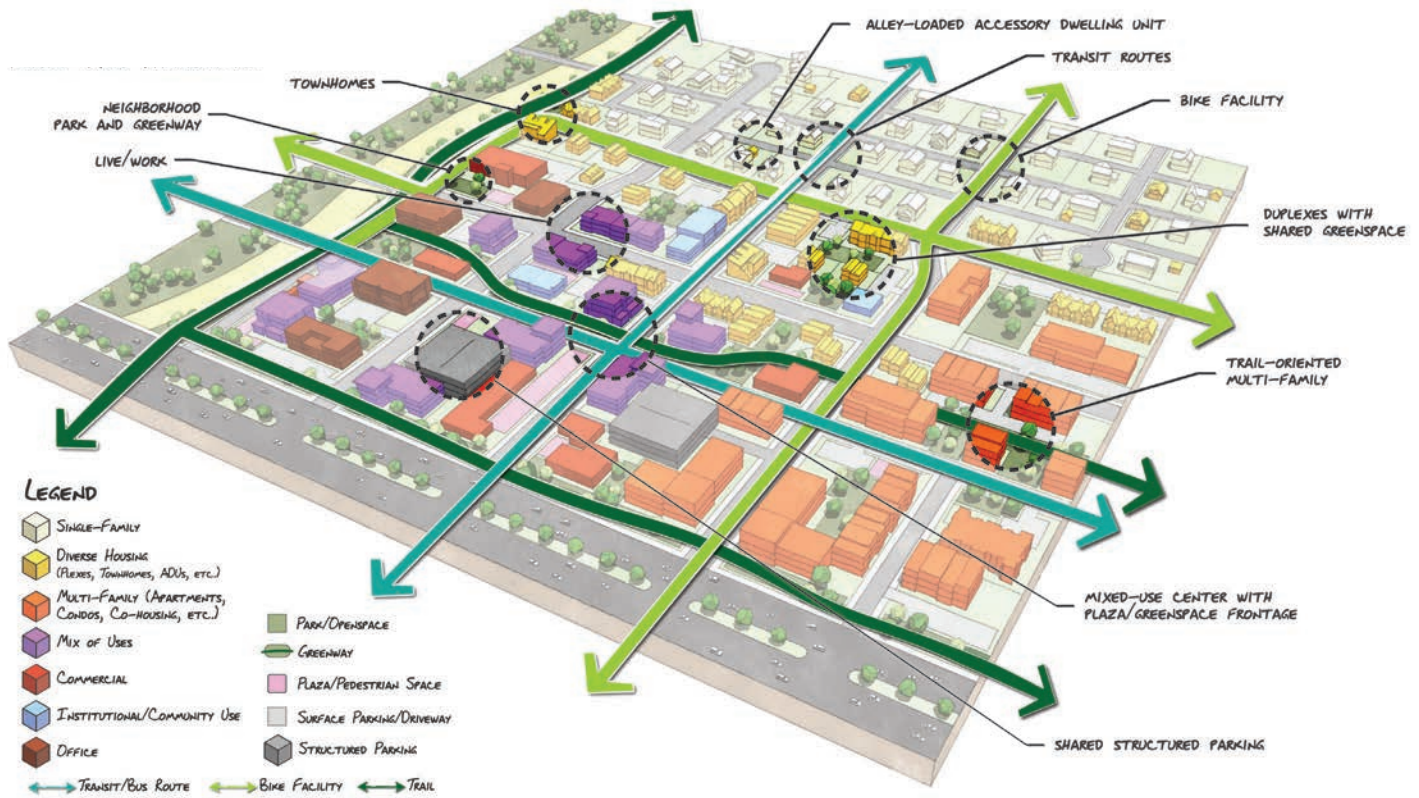 ALLEY-LOADED ACCESSORY DWELLING UNIT
TRANSIT ROUTES
TOWNHOMES
BIKE FACILITY
NEIGHBORHOOD
PARK AND GREENWAY
LIVE/WORK
DUPLEXES WITH
SHARED GREENSPACE
TRAIL-ORIENTED
MULTI-FAMILY
MIXED-USE CENTER WITH
PLAZA/GREENSPACE FRONTAGE
SHARED STRUCTURED PARKING
LEGEND
SINGLE-FAMILY
DIVERSE HOUSING
(PLEXES, TOWNHOMES, ADUS, ETC.)
MULTI-FAMILY (APARTMENTS,
CONDOS, CO-HOUSING, ETC.)
MIX OF USES
COMMERCIAL
INSTITUTIONAL/COMMUNITY USE
OFFICE
PARK/OPENSPACE
GREENWAY
PLAZA/PEDESTRIAN SPACE
SURFACE PARKING/DRIVEWAY
STRUCTURED PARKING
TRANSIT/BUS ROUTE
BIKE FACILITY
TRAIL